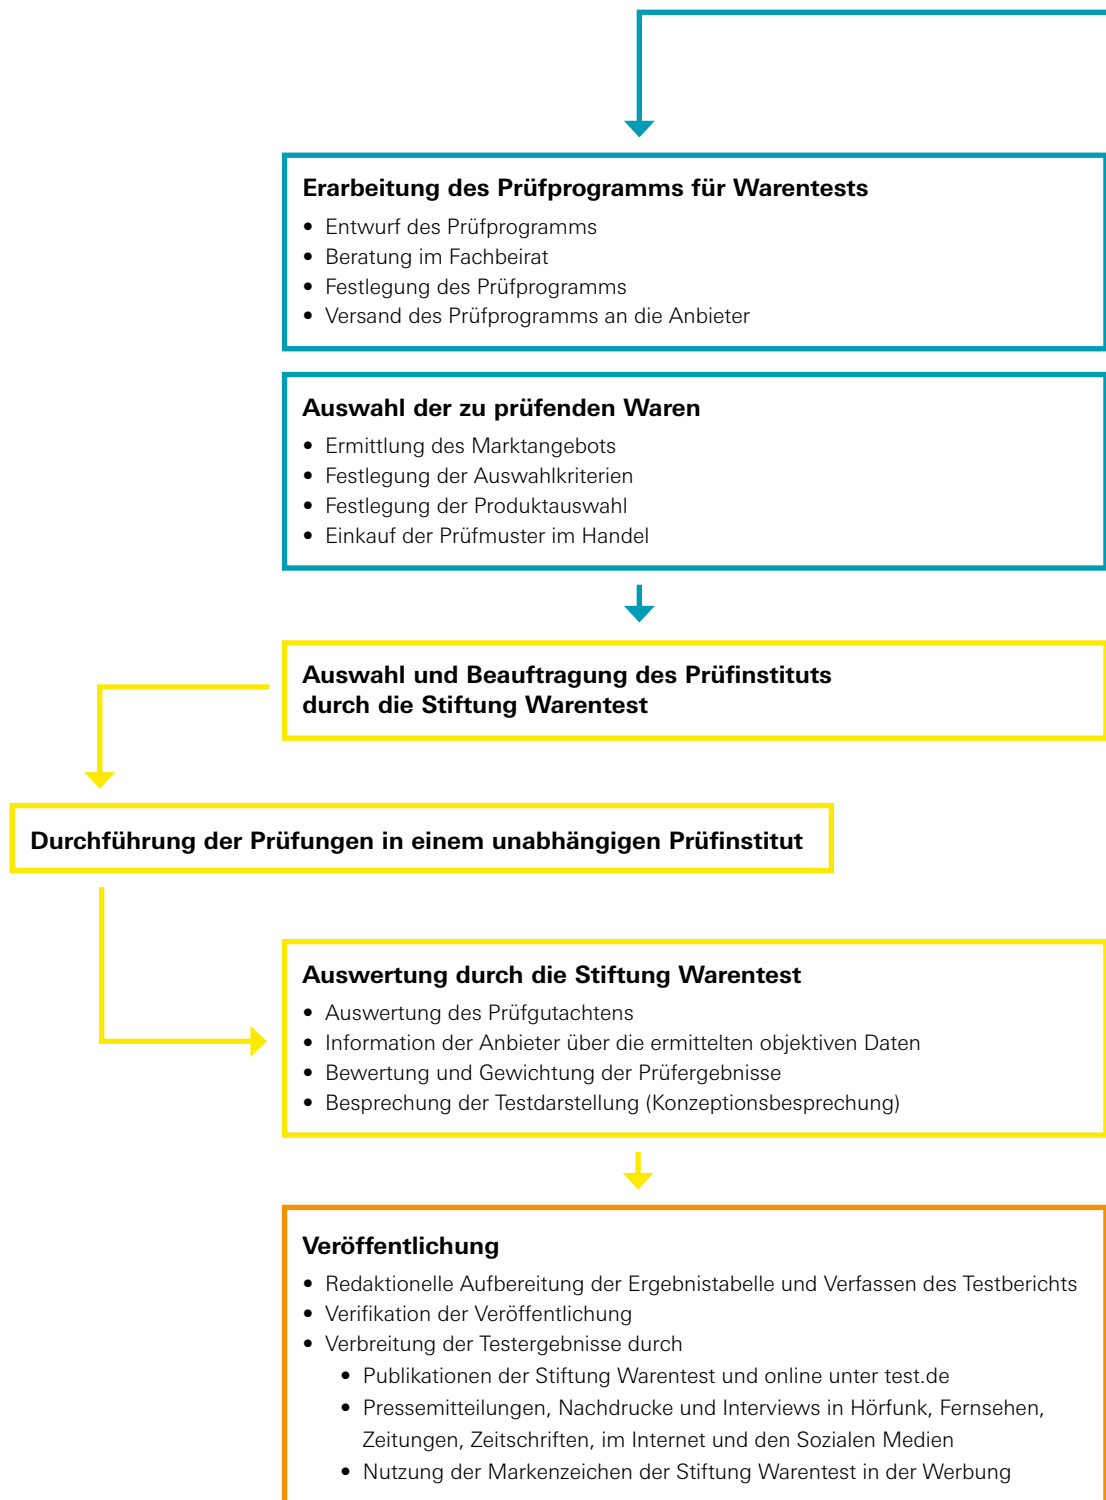 Erarbeitung des Prüfprogramms für Warentests
• Entwurf des Prüfprogramms
• Beratung im Fachbeirat
• Festlegung des Prüfprogramms
• Versand des Prüfprogramms an die Anbieter
Auswahl der zu prüfenden Waren
• Ermittlung des Marktangebots
• Festlegung der Auswahlkriterien
• Festlegung der Produktauswahl
• Einkauf der Prüfmuster im Handel
Auswahl und Beauftragung des Prüfinstituts
durch die Stiftung Warentest
Durchführung der Prüfungen in einem unabhängigen Prüfinstitut
Auswertung durch die Stiftung Warentest
• Auswertung des Prüfgutachtens
• Information der Anbieter über die ermittelten objektiven Daten
• Bewertung und Gewichtung der Prüfergebnisse
• Besprechung der Testdarstellung (Konzeptionsbesprechung)
Veröffentlichung
• Redaktionelle Aufbereitung der Ergebnistabelle und Verfassen des Testberichts
• Verifikation der Veröffentlichung
• Verbreitung der Testergebnisse durch
• Publikationen der Stiftung Warentest und online unter test.de
• Pressemitteilungen, Nachdrucke und Interviews in Hörfunk, Fernsehen,
Zeitungen, Zeitschriften, im Internet und den Sozialen Medien
• Nutzung der Markenzeichen der Stiftung Warentest in der Werbung